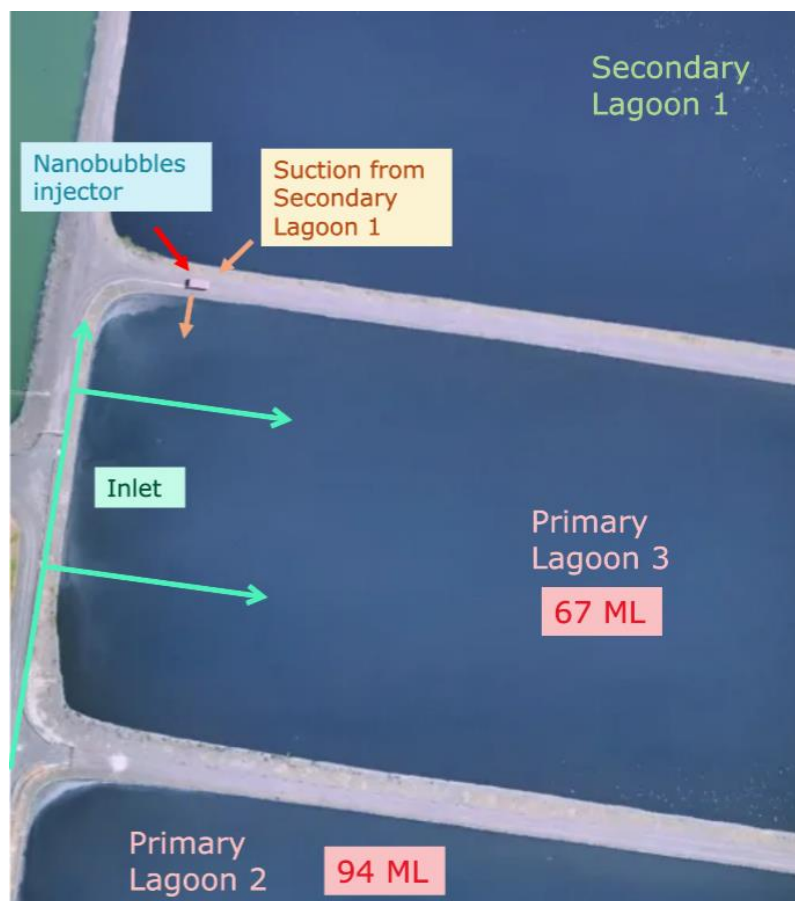 Secondary
Lagoon 1
Nanobubbles
injector
Suction from
Secondary
Lagoon 1
Inlet
Primary
Lagoon 3
67 ML
Primary
Lagoon 2
94 ML